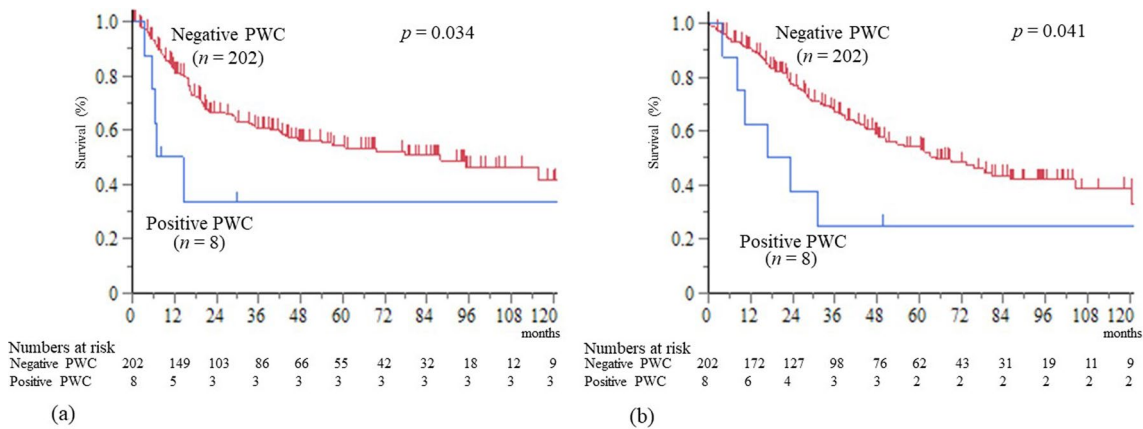 1.0
0.8
0.6
0.4
0.2
0
Survival (%)
Negative PWC
(n = 202)
p = 0.034
Positive PWC
(n = 8)
0 12 24 36 48 60 72 84 96 108 120
months
Numbers at risk
Negative PWC 202 149 103 86 66 55 42 32 18 12 9
Positive PWC 8 5 3 3 3 3 3 3 3 3 3
(a)
1.0
0.8
0.6
0.4
0.2
0
Survival (%)
Negative PWC
(n = 202)
p = 0.041
Positive PWC
(n = 8)
0 12 24 36 48 60 72 84 96 108 120
months
Numbers at risk
Negative PWC 202 172 127 98 76 62 43 31 19 11 9
Positive PWC 8 6 4 3 3 2 2 2 2 2 2
(b)